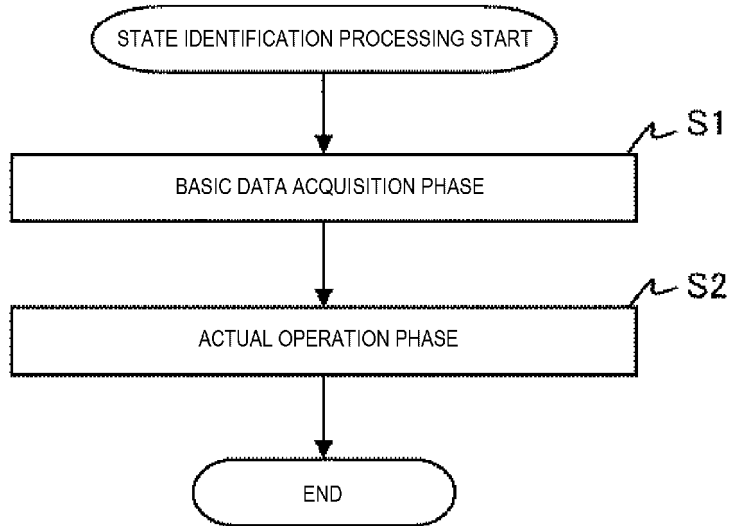 STATE IDENTIFICATION PROCESSING START
S1
BASIC DATA ACQUISITION PHASE
S2
ACTUAL OPERATION PHASE
END